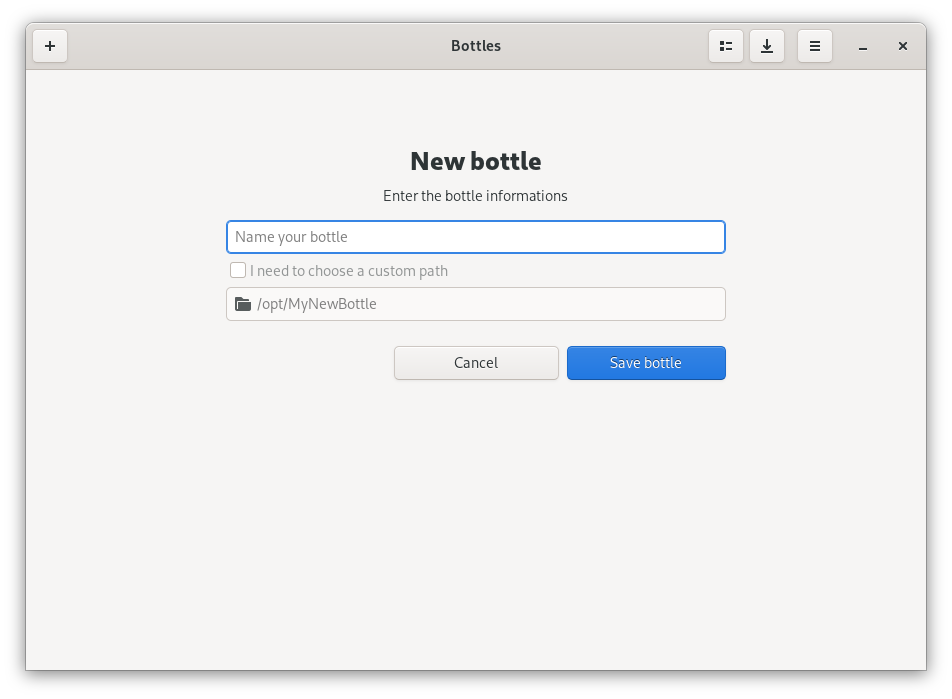 Bottles
New bottle
Enter the bottle informations
Name your bottle
I need to choose a custom path
/opt/MyNewBottle
Cancel
Save bottle